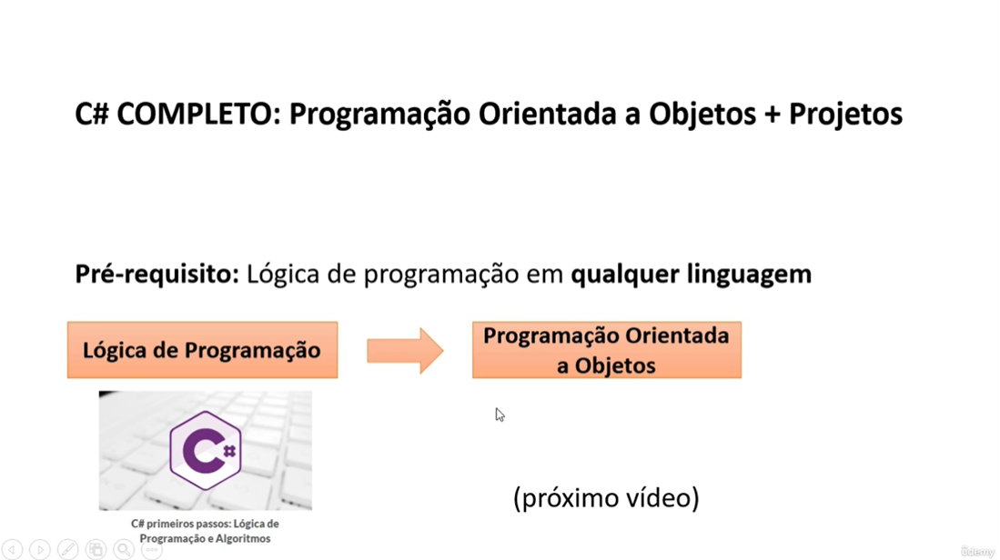 C# COMPLETO: Programação Orientada a Objetos + Projetos
Pré-requisito: Lógica de programação em qualquer linguagem
Lógica de Programação
Programação Orientada
a Objetos
C#
C# primeiros passos: Lógica de
Programação e Algoritmos
(próximo vídeo)
ûdemy